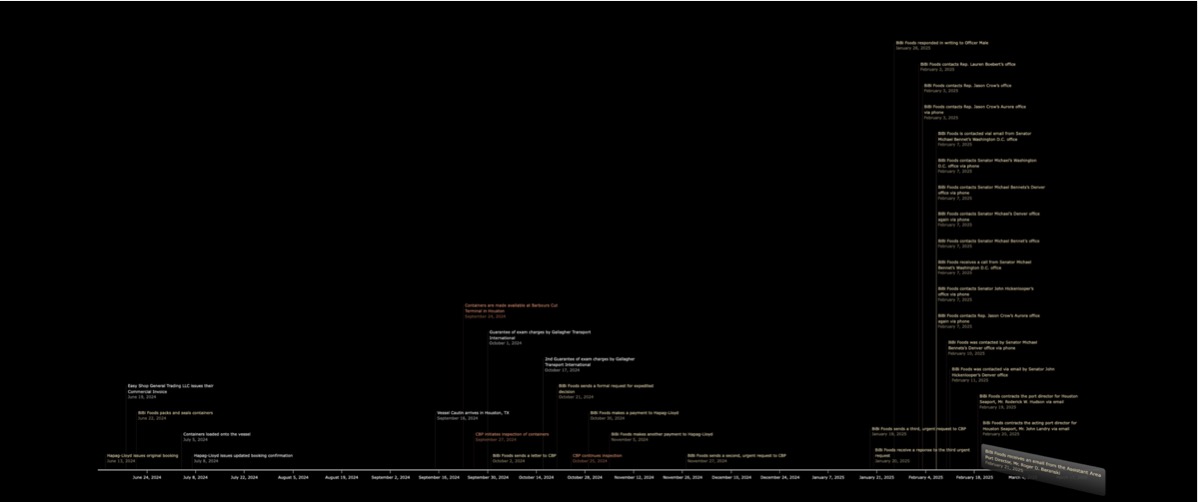 BiBi Foods responded in writing to Officer Male
January 28, 2025
BiBi Foods contacts Rep. Lauren Boebert's office
February 3, 2025
BiBi Foods contacts Rep. Jason Crow's office
February 3, 2025
BiBi Foods contacts Rep. Jason Crow's Aurora office
via phone
February 3, 2025
BiBi Foods is contacted vial email from Senator
Michael Bennet's Washington D.C. office
February 7, 2025
BiBi Foods contacts Senator Michael's Washington
D.C. office via phone
February 7, 2025
BiBi Foods contacts Senator Michael Bennete's Denver
office via phone
February 7, 2025
BiBi Foods contacts Senator Michael's Denver office
again via phone
February 7, 2025
BiBi Foods contacts Senator Michael Bennet's office
February 7, 2025
BiBi Foods receives a call from Senator Michael
Bennet's Washington D.C. office
February 7, 2025
BiBi Foods contacts Senator John Hickenlooper's
office via phone
February 7, 2025
BiBi Foods contacts Rep. Jason Crow's Aurora office
again via phone
February 7, 2025
BiBi Foods was contacted by Senator Michael
Bennete's Denver office via phone
February 10, 2025
BiBi Foods was contacted via email by Senator John
Hickenlooper's Denver office
February 11, 2025
BiBi Foods contracts the port director for Houston
Seaport, Mr. Roderick W. Hudson via email
February 19, 2025
BiBi Foods contracts the acting port director for
Houston Seaport, Mr. John Landry via email
February 20, 2025
BiBi Foods receives an email from the Assistant Area
Port Director, Mr. Roger D.
February 21, 2025
Containers are made available at Barbours Cut
Terminal in Houston
September 24, 2024
Guarantee of exam charges by Gallagher Transport
International
October 1, 2024
2nd Guarantee of exam charges by Gallagher
Transport International
October 17, 2024
Easy Shop General Trading LLC issues their
Commercial Invoice
June 19, 2024
BiBi Foods sends a formal request for expedited
decision
October 21, 2024
BiBi Foods packs and seals containers
June 22, 2024
Vessel Caudin arrives in Houston, TX
September 16, 2024
BiBi Foods makes a payment to Hapag-Lloyd
October 30, 2024
Containers loaded onto the vessel
July 5, 2024
CBP initiates inspection of containers
September 27, 2024
BiBi Foods makes another payment to Hapag-Lloyd
November 5, 2024
BiBi Foods sends a third, urgent request to CBP
January 19, 2025
Hapag-Lloyd issues original booking
June 13, 2024
Hapag-Lloyd issues updated booking confirmation
July 8, 2024
BiBi Foods sends a letter to CBP
October 2, 2024
CBP continues inspection
October 25, 2024
BiBi Foods sends a second, urgent request to CBP
November 27, 2024
BiBi Foods receive a reponse to the third urgent
request
January 20, 2025
June 24, 2024 July 8, 2024 July 22, 2024 August 5, 2024 August 19, 2024 September 2, 2024 September 16, 2024 September 30, 2024 October 14, 2024 October 28, 2024 November 12, 2024 November 26, 2024 December 10, 2024 December 24, 2024 January 7, 2025 January 21, 2025 February 4, 2025 February 18, 2025 March